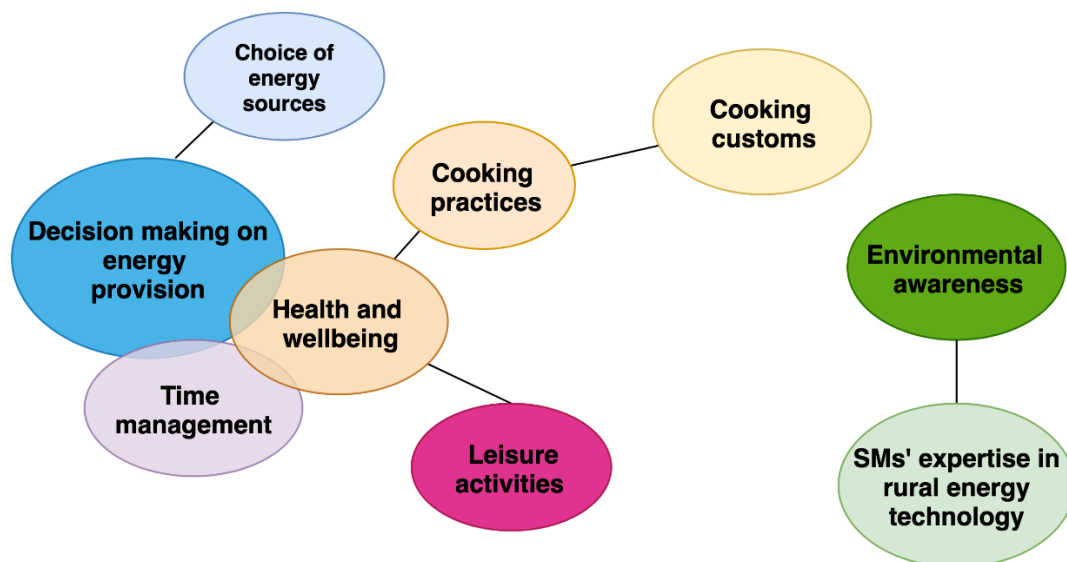 Choice of
energy
sources
Cooking
customs
Cooking
practices
Decision making on
energy
provision
Environmental
awareness
Health and
wellbeing
Time
management
Leisure
activities
SMs' expertise in
rural energy
technology